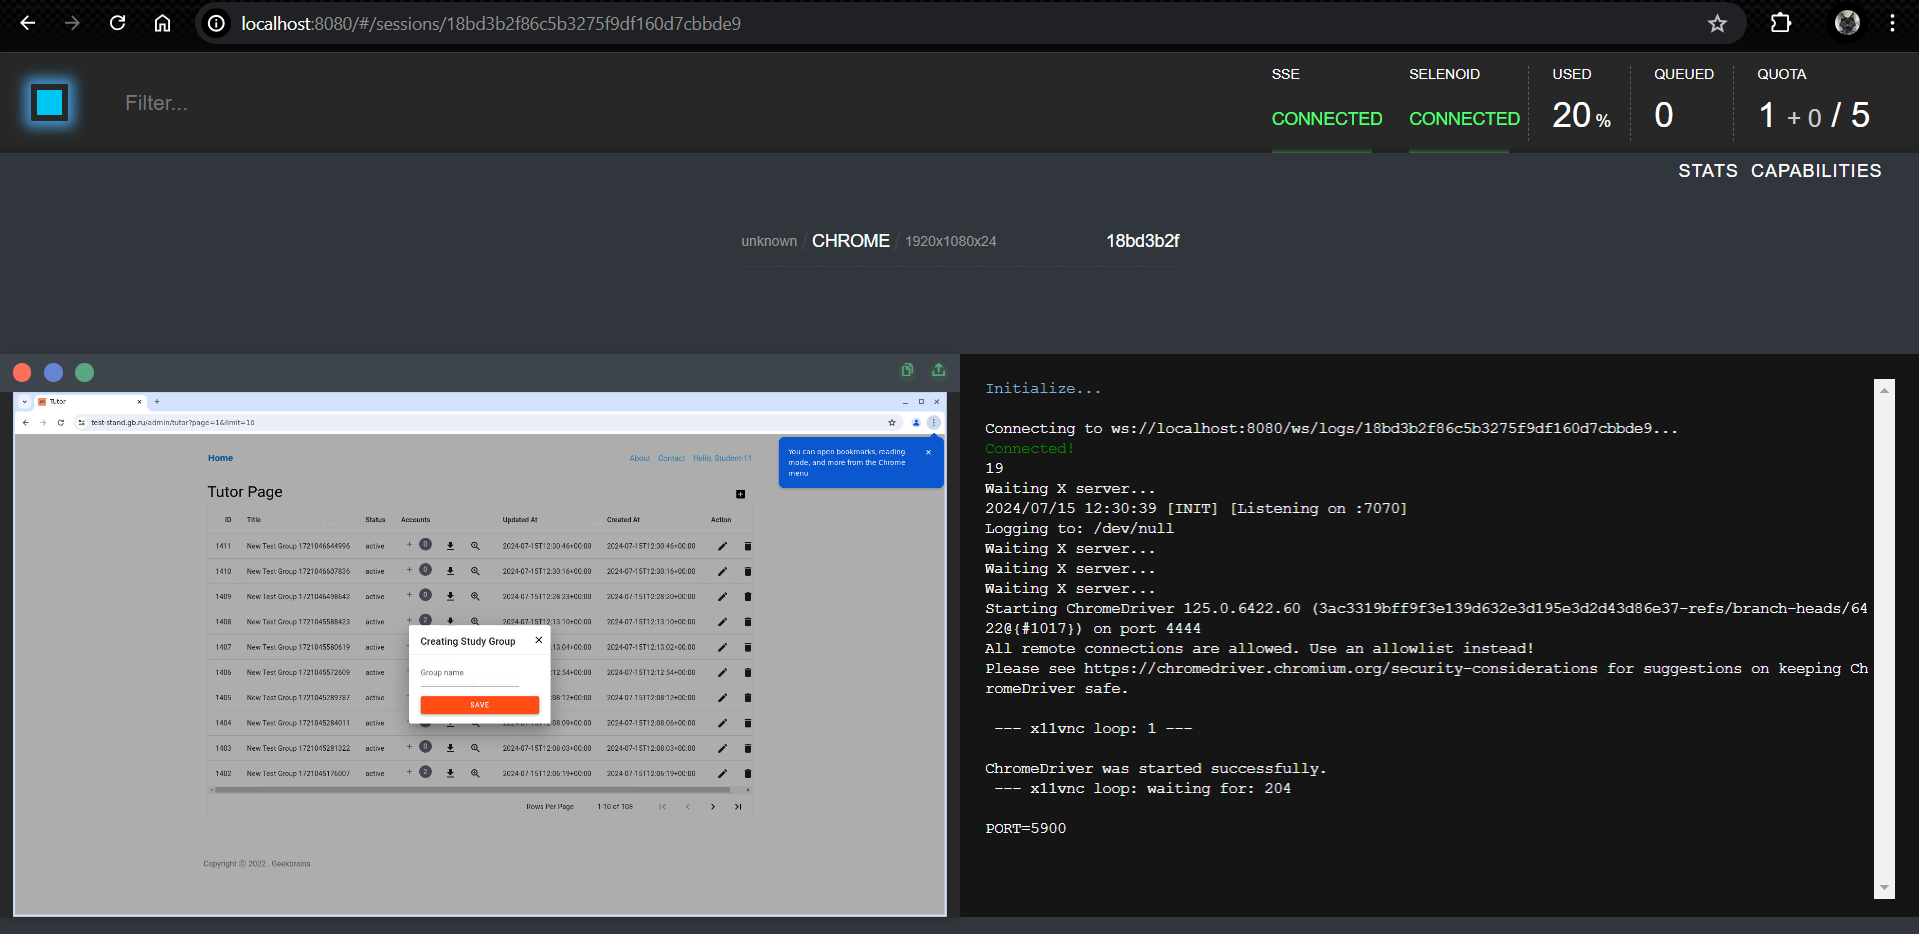 localhost:8080/#/sessions/18bd3b2f86c5b3275f9df160d7cbbde9
Filter...
SSE
CONNECTED
SELENOID
CONNECTED
USED
20 %
QUEUED
0
QUOTA
1 + 0 / 5
STATS CAPABILITIES
unknown / CHROME / 1920x1080x24 18bd3b2f
Tutor
test-stand.gb.ru/admin/tutor?page=1&limit=10
You can open bookmarks, reading
mode, and more from the Chrome
menu
Home About Contact Hello, Student-11
Tutor Page
ID Title Status Accounts Updated At Created At Action
1411 New Test Group 1721046644996 active + 0 2024-07-15T12:30:46+00:00 2024-07-15T12:30:46+00:00
1410 New Test Group 1721046607836 active + 0 2024-07-15T12:30:16+00:00 2024-07-15T12:30:16+00:00
1409 New Test Group 1721046498642 active + 0 2024-07-15T12:28:23+00:00 2024-07-15T12:28:20+00:00
1408 New Test Group 1721045588423 active + 2 2024-07-15T12:13:10+00:00 2024-07-15T12:13:10+00:00
1407 New Test Group 1721045580619 active 12:13:04+00:00 2024-07-15T12:13:02+00:00
1406 New Test Group 1721045572609 active 12:12:54+00:00 2024-07-15T12:12:54+00:00
1405 New Test Group 1721045289787 active 12:08:12+00:00 2024-07-15T12:08:12+00:00
1404 New Test Group 1721045284011 active 2024-07-15T12:08:09+00:00 2024-07-15T12:08:06+00:00
1403 New Test Group 1721045281322 active + 0 2024-07-15T12:08:03+00:00 2024-07-15T12:08:03+00:00
1402 New Test Group 1721045176007 active + 2 2024-07-15T12:06:19+00:00 2024-07-15T12:06:19+00:00
Creating Study Group
Group name
SAVE
Rows Per Page 1-10 of 108
Copyright ⓒ 2022 . Geekbrains
Initialize...
Connecting to ws://localhost:8080/ws/logs/18bd3b2f86c5b3275f9df160d7cbbde9...
Connected!
19
Waiting X server...
2024/07/15 12:30:39 [INIT] [Listening on :7070]
Logging to: /dev/null
Waiting X server...
Waiting X server...
Waiting X server...
Starting ChromeDriver 125.0.6422.60 (3ac3319bff9f3e139d632e3d195e3d2d43d86e37-refs/branch-heads/64
22@{#1017}) on port 4444
All remote connections are allowed. Use an allowlist instead!
Please see https://chromedriver.chromium.org/security-considerations for suggestions on keeping Ch
romeDriver safe.
--- x11vnc loop: 1 ---
ChromeDriver was started successfully.
--- x11vnc loop: waiting for: 204
PORT=5900